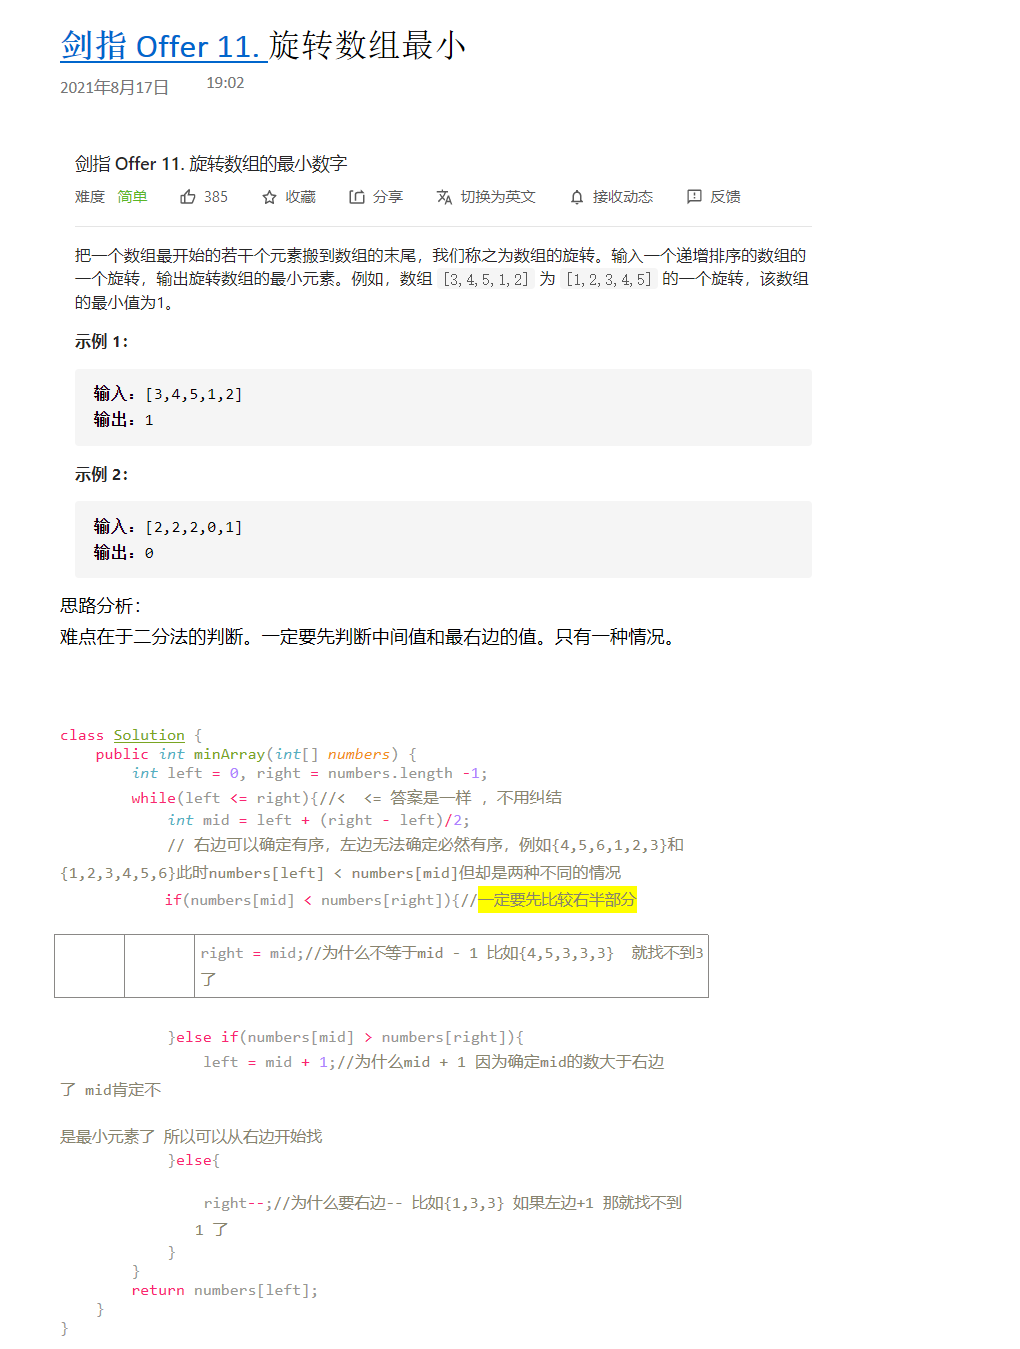 剑指 Offer 11. 旋转数组最小
2021年8月17日 19:02
剑指 Offer 11. 旋转数组的最小数字
难度 简单 385 收藏 分享 切换为英文 接收动态 反馈
把一个数组最开始的若干个元素搬到数组的末尾，我们称之为数组的旋转。输入一个递增排序的数组的
一个旋转，输出旋转数组的最小元素。例如，数组 [3,4,5,1,2] 为 [1,2,3,4,5] 的一个旋转，该数组
的最小值为1。
示例 1：
输入：[3,4,5,1,2]
输出：1
示例 2：
输入：[2,2,2,0,1]
输出：0
思路分析：
难点在于二分法的判断。一定要先判断中间值和最右边的值。只有一种情况。
class Solution {
    public int minArray(int[] numbers) {
        int left = 0, right = numbers.length -1;
        while(left <= right){//<  <= 答案是一样 ，不用纠结
            int mid = left + (right - left)/2;
            // 右边可以确定有序，左边无法确定必然有序，例如{4,5,6,1,2,3}和
{1,2,3,4,5,6}此时numbers[left] < numbers[mid]但却是两种不同的情况
            if(numbers[mid] < numbers[right]){//一定要先比较右半部分
right = mid;//为什么不等于mid - 1 比如{4,5,3,3,3}  就找不到3
了
            }else if(numbers[mid] > numbers[right]){
                left = mid + 1;//为什么mid + 1 因为确定mid的数大于右边
了 mid肯定不
是最小元素了 所以可以从右边开始找
            }else{
                right--;//为什么要右边-- 比如{1,3,3} 如果左边+1 那就找不到
1 了
            }
        }
        return numbers[left];
    }
}